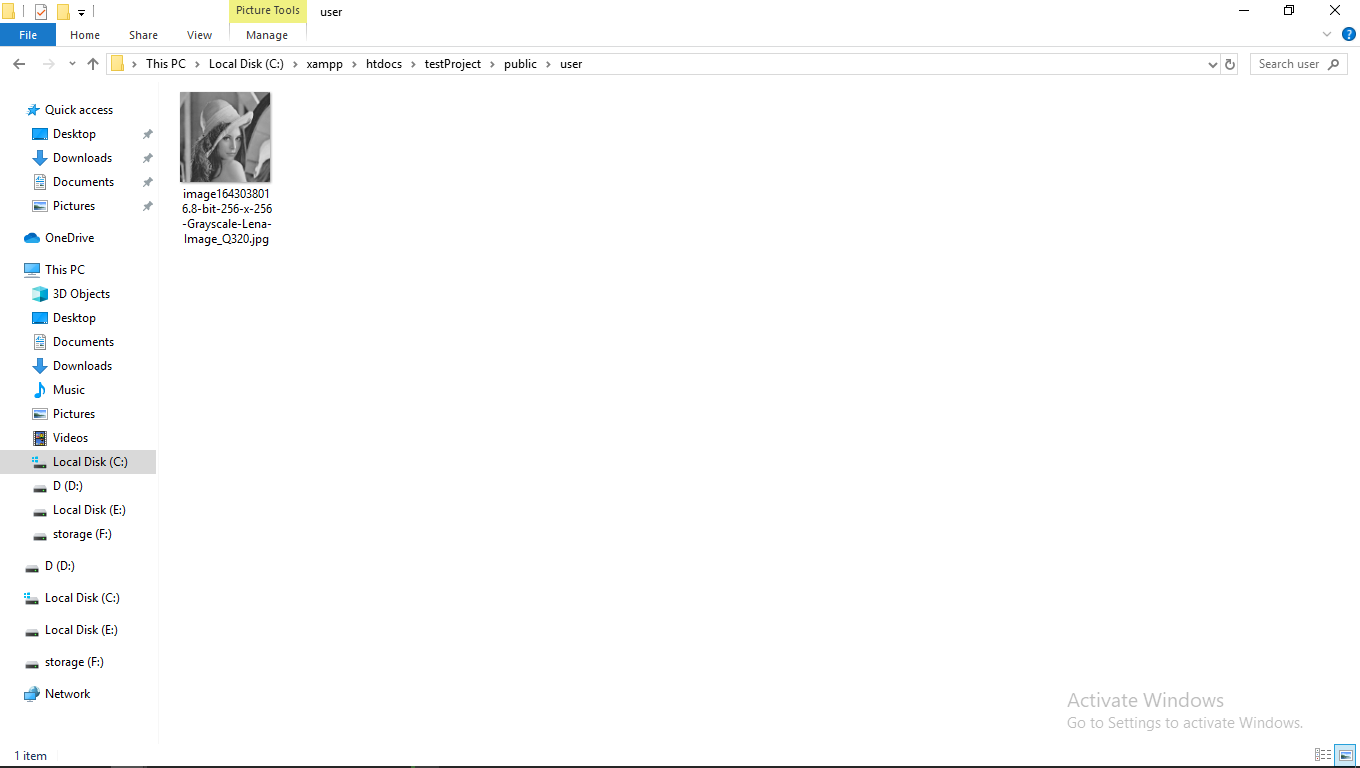 Picture Tools
user
File
Home
Share
View
Manage
This PC
Local Disk (C:)
xampp
htdocs
testProject
public
user
Search user
Quick access
Desktop
Downloads
Documents
Pictures
OneDrive
This PC
3D Objects
Desktop
Documents
Downloads
Music
Pictures
Videos
Local Disk (C:)
D (D:)
Local Disk (E:)
storage (F:)
D (D:)
Local Disk (C:)
Local Disk (E:)
storage (F:)
Network
image164303801
6.8-bit-256-x-256
-Grayscale-Lena-
Image_Q320.jpg
Activate Windows
Go to Settings to activate Windows.
1 item